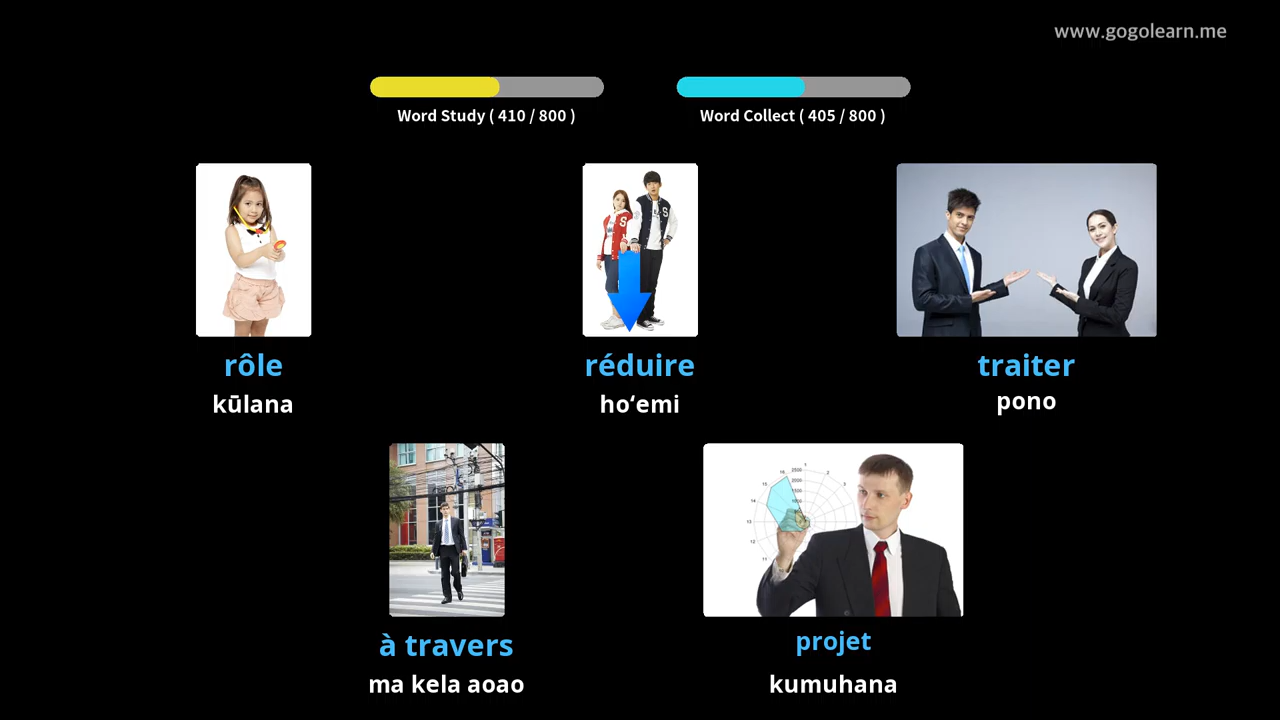 www.gogolearn.me
Word Study ( 410 / 800 )
Word Collect ( 405 / 800 )
rôle
kūlana
réduire
hoʻemi
traiter
pono
à travers
ma kela aoao
projet
kumuhana